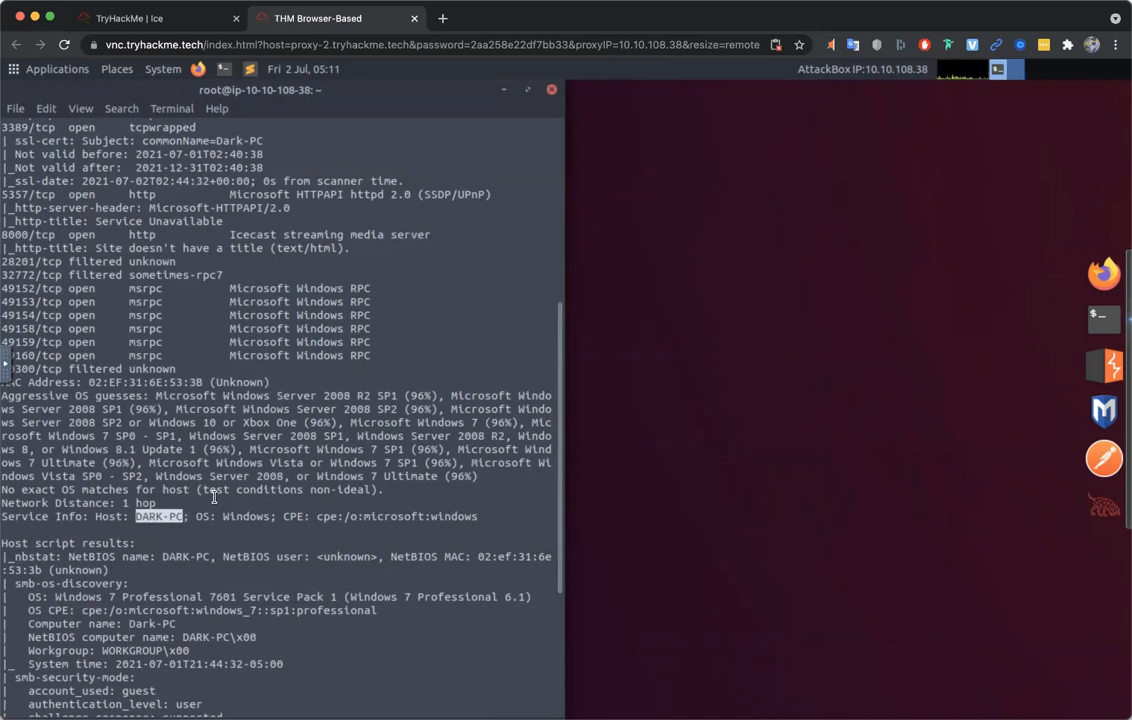 TryHackMe | Ice
THM Browser-Based
vnc.tryhackme.tech/index.html?host=proxy-2.tryhackme.tech&password=2aa258e22df7bb33&proxyIP=10.10.108.38&resize=remote
Applications Places System Fri 2 Jul, 05:11 AttackBox IP:10.10.108.38
root@ip-10-10-108-38: ~
File Edit View Search Terminal Help
3389/tcp open tcpwrapped
| ssl-cert: Subject: commonName=Dark-PC
| Not valid before: 2021-07-01T02:40:38
|_Not valid after: 2021-12-31T02:40:38
|_ssl-date: 2021-07-02T02:44:32+00:00; 0s from scanner time.
5357/tcp open http Microsoft HTTPAPI httpd 2.0 (SSDP/UPnP)
|_http-server-header: Microsoft-HTTPAPI/2.0
|_http-title: Service Unavailable
8000/tcp open http Icecast streaming media server
|_http-title: Site doesn't have a title (text/html).
28201/tcp filtered unknown
32772/tcp filtered sometimes-rpc7
49152/tcp open msrpc Microsoft Windows RPC
49153/tcp open msrpc Microsoft Windows RPC
49154/tcp open msrpc Microsoft Windows RPC
49158/tcp open msrpc Microsoft Windows RPC
49159/tcp open msrpc Microsoft Windows RPC
9160/tcp open msrpc Microsoft Windows RPC
0300/tcp filtered unknown
MAC Address: 02:EF:31:6E:53:3B (Unknown)
Aggressive OS guesses: Microsoft Windows Server 2008 R2 SP1 (96%), Microsoft Windo
ws Server 2008 SP1 (96%), Microsoft Windows Server 2008 SP2 (96%), Microsoft Windo
ws Server 2008 SP2 or Windows 10 or Xbox One (96%), Microsoft Windows 7 (96%), Mic
rosoft Windows 7 SP0 - SP1, Windows Server 2008 SP1, Windows Server 2008 R2, Windo
ws 8, or Windows 8.1 Update 1 (96%), Microsoft Windows 7 SP1 (96%), Microsoft Wind
ows 7 Ultimate (96%), Microsoft Windows Vista or Windows 7 SP1 (96%), Microsoft Wi
ndows Vista SP0 - SP2, Windows Server 2008, or Windows 7 Ultimate (96%)
No exact OS matches for host (test conditions non-ideal).
Network Distance: 1 hop
Service Info: Host: DARK-PC; OS: Windows; CPE: cpe:/o:microsoft:windows
Host script results:
|_nbstat: NetBIOS name: DARK-PC, NetBIOS user: <unknown>, NetBIOS MAC: 02:ef:31:6e
:53:3b (unknown)
| smb-os-discovery:
| OS: Windows 7 Professional 7601 Service Pack 1 (Windows 7 Professional 6.1)
| OS CPE: cpe:/o:microsoft:windows_7::sp1:professional
| Computer name: Dark-PC
| NetBIOS computer name: DARK-PC\x00
| Workgroup: WORKGROUP\x00
|_ System time: 2021-07-01T21:44:32-05:00
| smb-security-mode:
| account_used: guest
| authentication_level: user